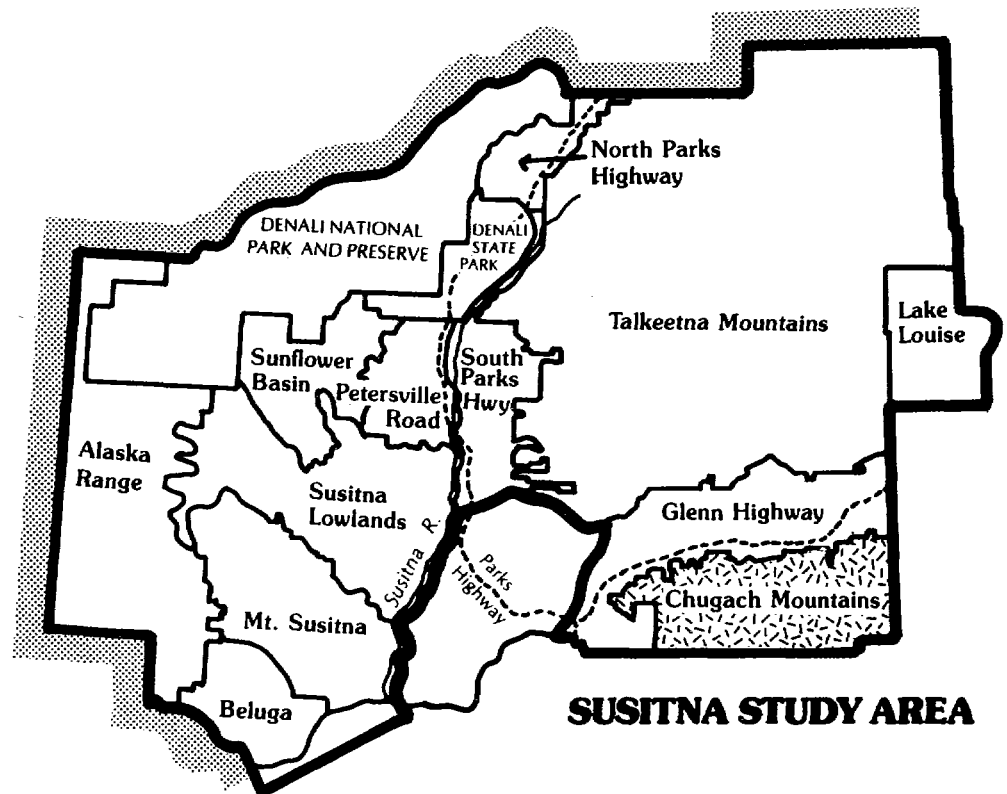 North Parks
Highway
DENALI NATIONAL
PARK AND PRESERVE
DENALI
STATE
PARK
Talkeetna Mountains
Lake
Louise
Sunflower
Basin
Petersville
Road
South
Parks
Hwy
Alaska
Range
Susitna
Lowlands
Susitna R.
Parks
Highway
Glenn Highway
Chugach Mountains
Mt. Susitna
Beluga
SUSITNA STUDY AREA